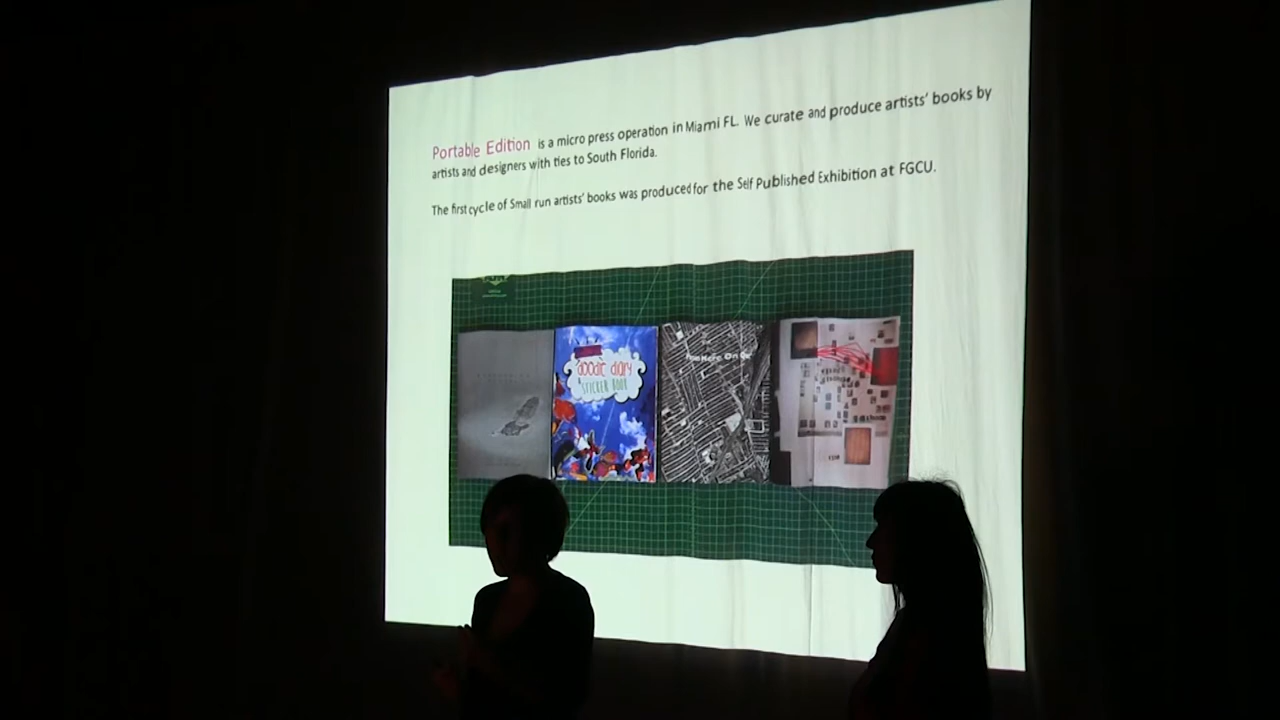 Portable Edition is a micro press operation in Miami FL. We curate and produce artists' books by
artists and designers with ties to South Florida.
The first cycle of Small run artists' books was produced for the Self Published Exhibition at FGCU.
doodle diary
STICKER BOOK